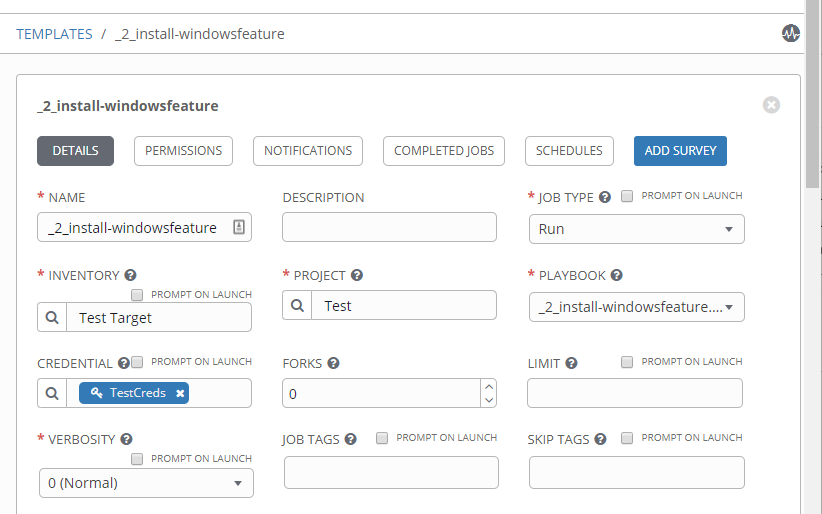 TEMPLATES / _2_install-windowsfeature
_2_install-windowsfeature
DETAILS PERMISSIONS NOTIFICATIONS COMPLETED JOBS SCHEDULES ADD SURVEY
* NAME DESCRIPTION * JOB TYPE ? PROMPT ON LAUNCH
_2_install-windowsfeature Run
* INVENTORY ? * PROJECT ? * PLAYBOOK ?
PROMPT ON LAUNCH
Test Target Test _2_install-windowsfeature....
CREDENTIAL ? PROMPT ON LAUNCH FORKS ? LIMIT ? PROMPT ON LAUNCH
TestCreds 0
* VERBOSITY ? JOB TAGS ? PROMPT ON LAUNCH SKIP TAGS ? PROMPT ON LAUNCH
PROMPT ON LAUNCH
0 (Normal)